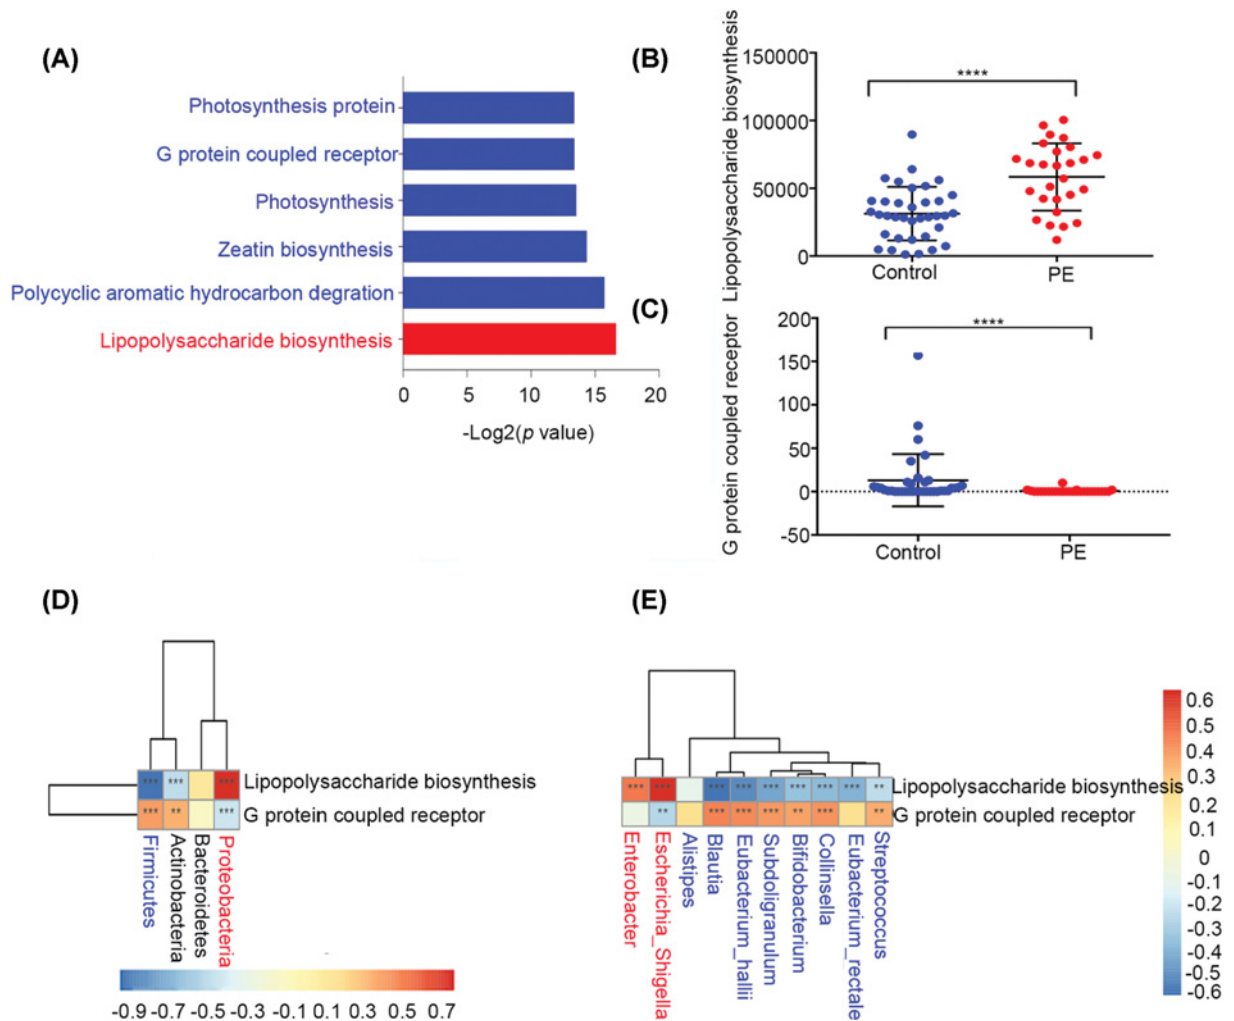 (A)
Photosynthesis protein
G protein coupled receptor
Photosynthesis
Zeatin biosynthesis
Polycyclic aromatic hydrocarbon degration
Lipopolysaccharide biosynthesis
0 5 10 15 20
-Log2(p value)
(B)
Lipopolysaccharide biosynthesis
150000
100000
50000
0
****
Control PE
(C)
G protein coupled receptor
200
150
100
50
0
-50
****
Control PE
(D)
*** *** ***
Lipopolysaccharide biosynthesis
*** ** ***
G protein coupled receptor
Firmicutes
Actinobacteria
Bacteroidetes
Proteobacteria
-0.9 -0.7 -0.5 -0.3 -0.1 0.1 0.3 0.5 0.7
(E)
*** *** *** *** *** *** *** *** **
Lipopolysaccharide biosynthesis
** *** *** *** ** *** **
G protein coupled receptor
Enterobacter
Escherichia_Shigella
Alistipes
Blautia
Eubacterium_hallii
Subdoligranulum
Bifidobacterium
Collinsella
Eubacterium_rectale
Streptococcus
0.6
0.5
0.4
0.3
0.2
0.1
0
-0.1
-0.2
-0.3
-0.4
-0.5
-0.6